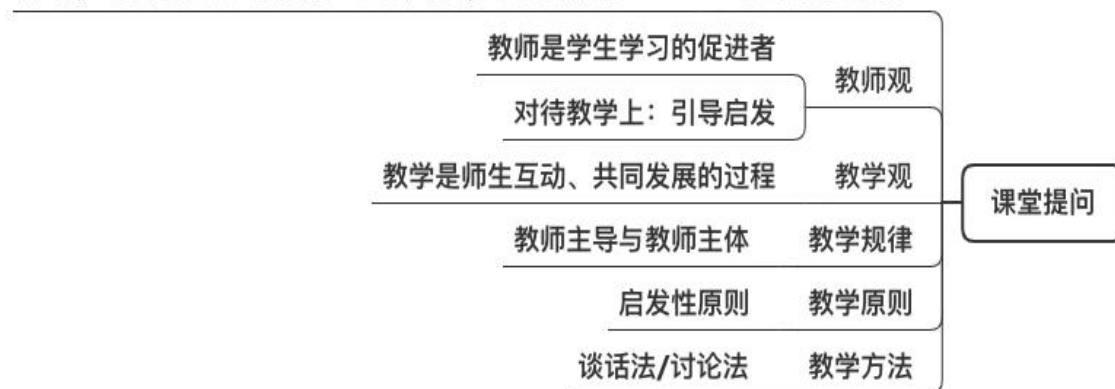 教师是学生学习的促进者
对待教学上：引导启发
教师观
教学是师生互动、共同发展的过程
教学观
课堂提问
教师主导与教师主体
教学规律
启发性原则
教学原则
谈话法/讨论法
教学方法